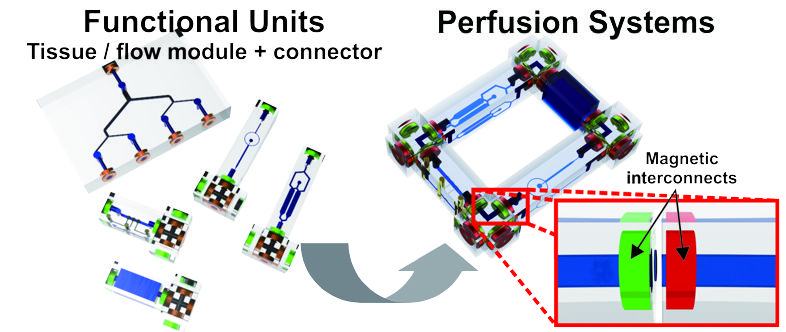 Functional Units
Tissue / flow module + connector
Perfusion Systems
Magnetic
interconnects